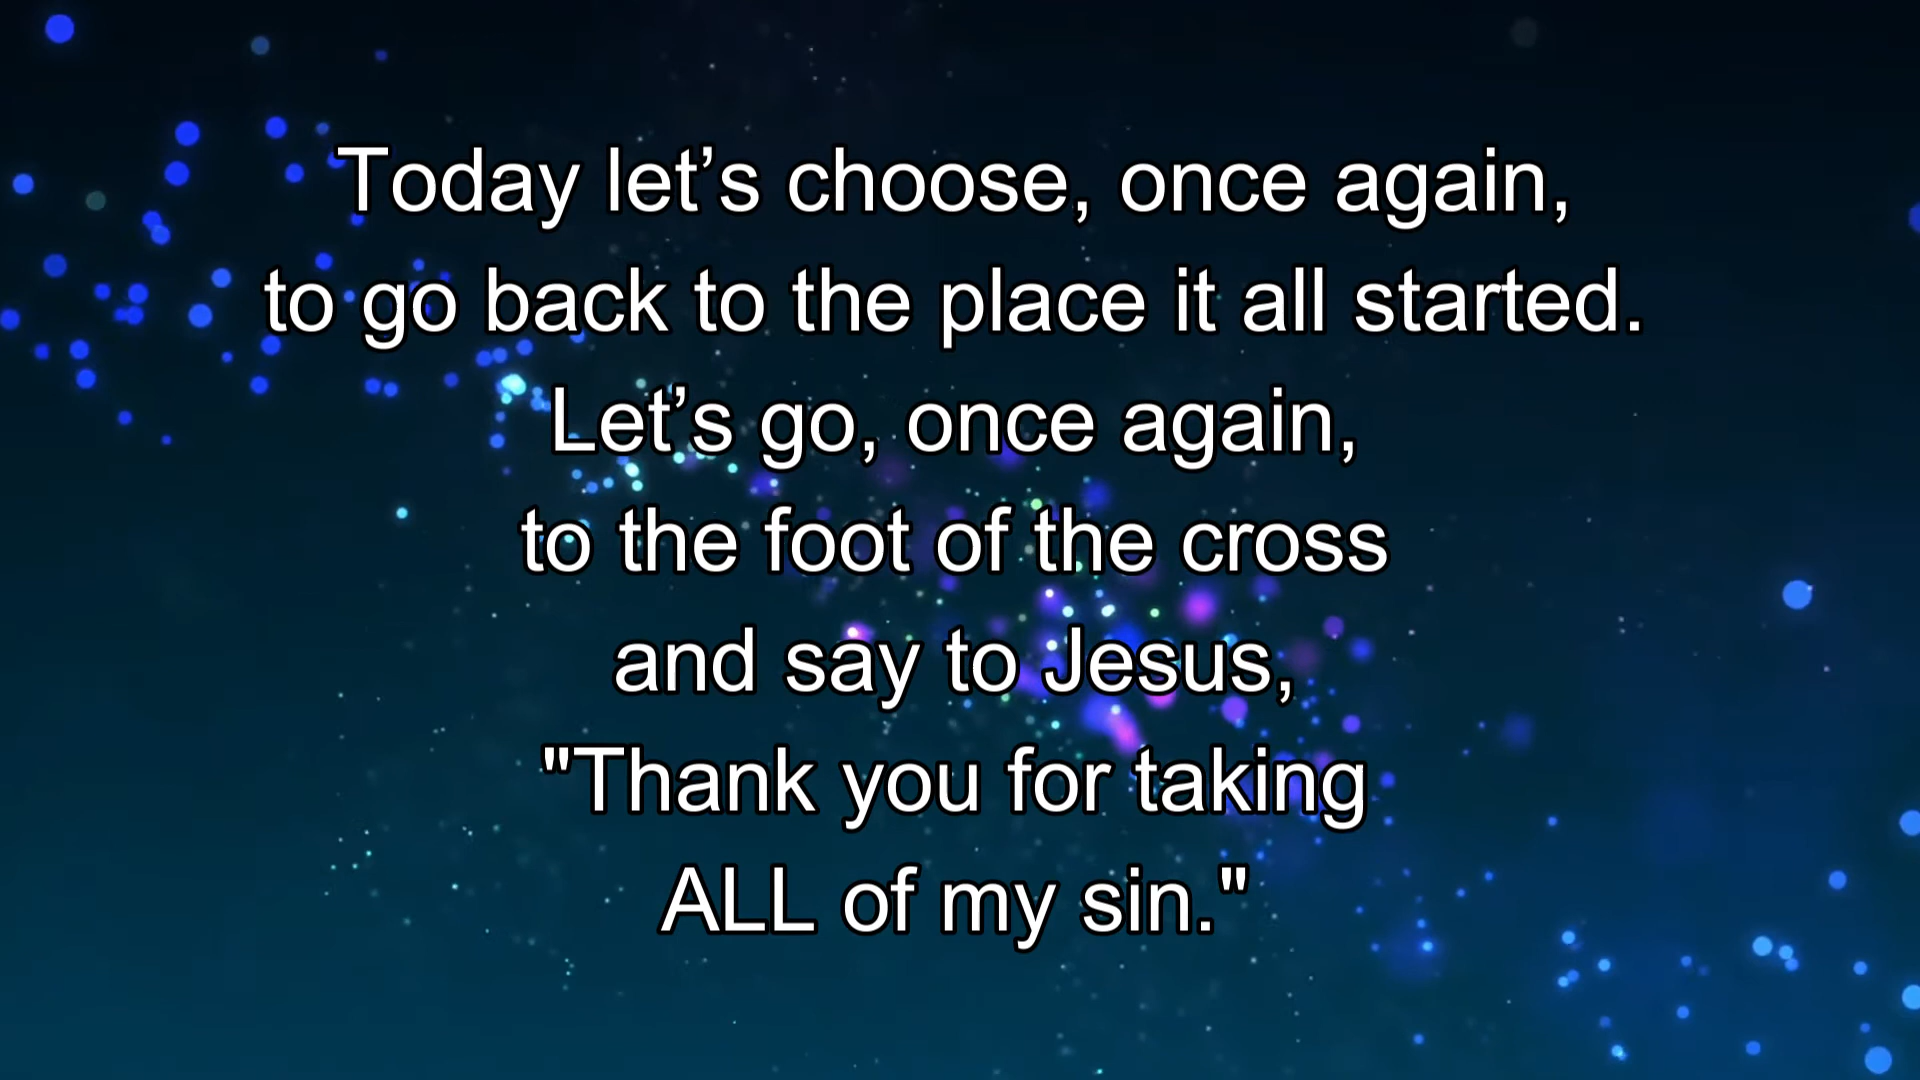 Today let’s choose, once again,
to go back to the place it all started.
Let’s go, once again,
to the foot of the cross
and say to Jesus,
"Thank you for taking
ALL of my sin."